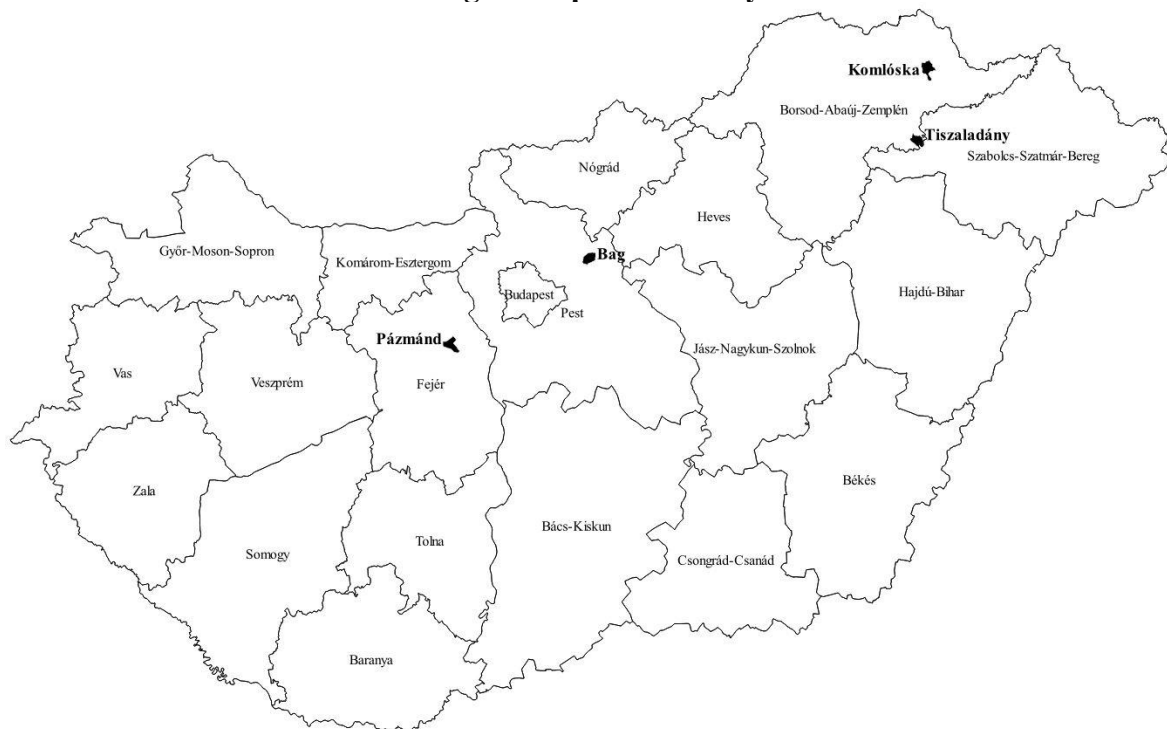 Komlóska
Borsod-Abaúj-Zemplén
Tiszaladány
Szabolcs-Szatmár-Bereg
Nógrád
Heves
Győr-Moson-Sopron
Komárom-Esztergom
Bag
Budapest
Pest
Hajdú-Bihar
Pázmánd
Jász-Nagykun-Szolnok
Vas
Veszprém
Fejér
Zala
Békés
Bács-Kiskun
Somogy
Tolna
Csongrád-Csanád
Baranya